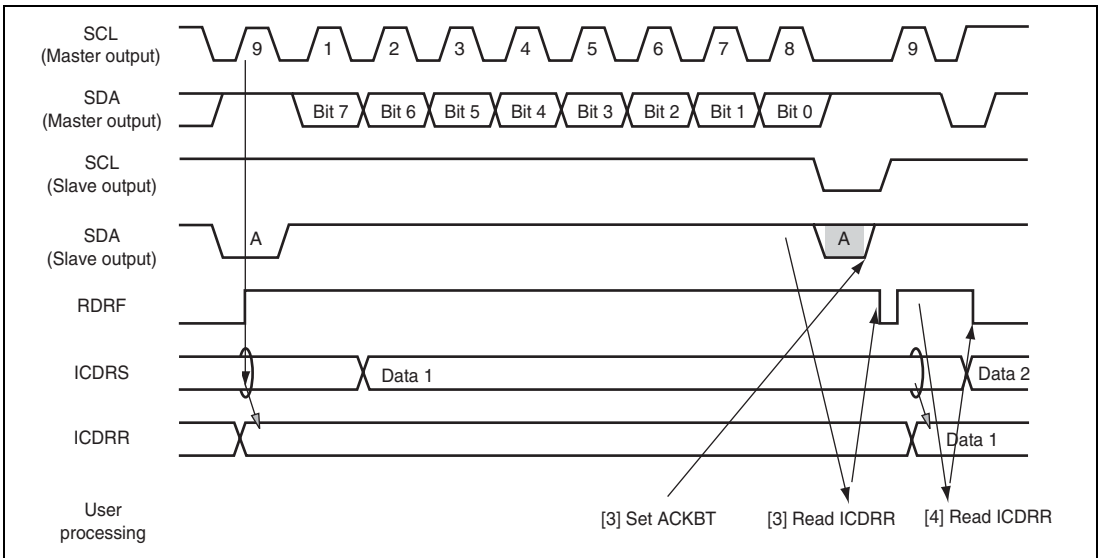 SCL
(Master output)
9 1 2 3 4 5 6 7 8 9
SDA
(Master output)
Bit 7 Bit 6 Bit 5 Bit 4 Bit 3 Bit 2 Bit 1 Bit 0
SCL
(Slave output)
SDA
(Slave output)
A A
RDRF
ICDRS
Data 1 Data 2
ICDRR
Data 1
User
processing
[3] Set ACKBT [3] Read ICDRR [4] Read ICDRR